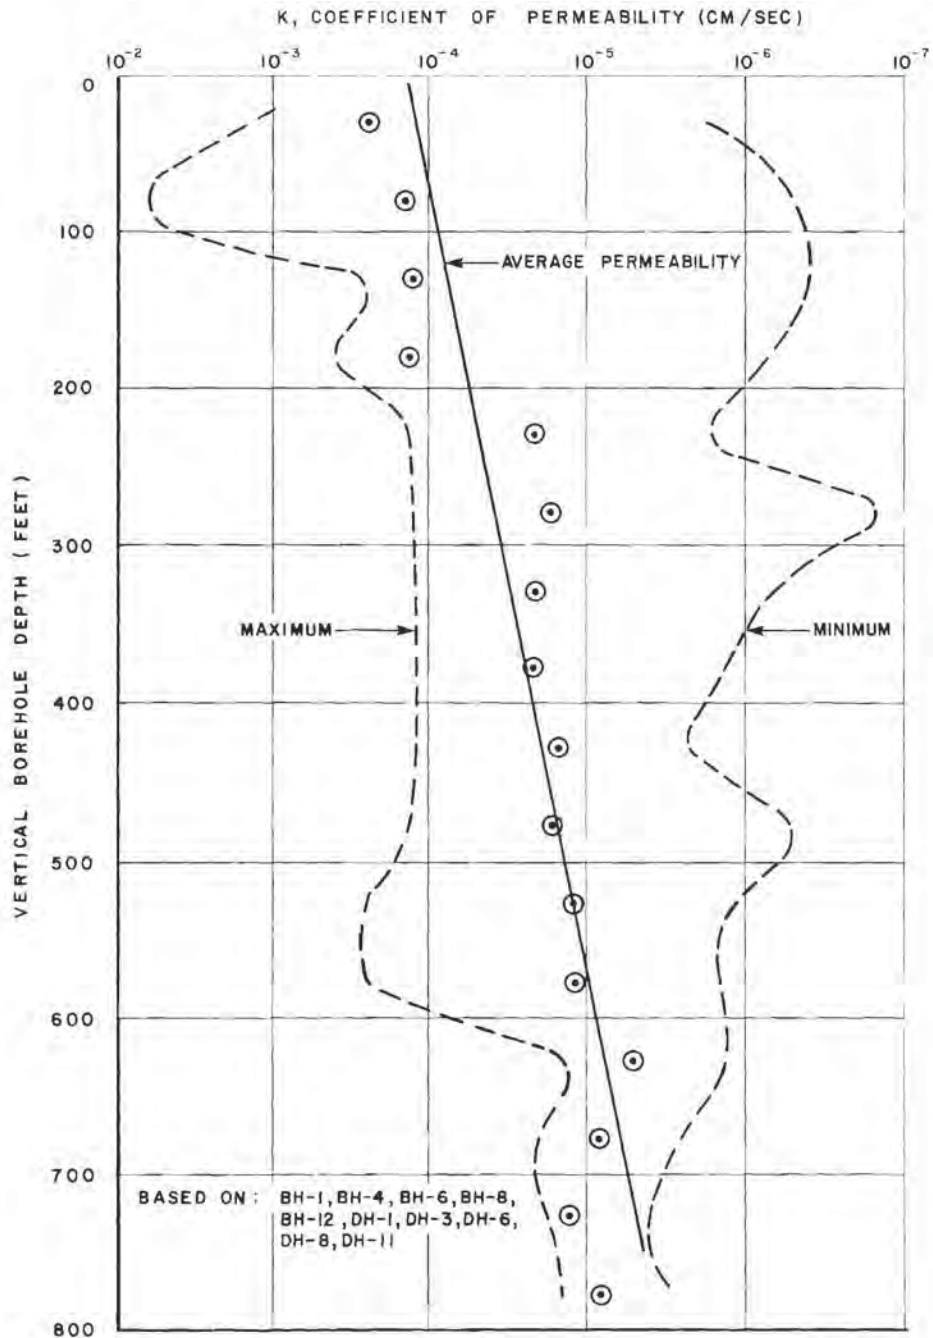 K, COEFFICIENT OF PERMEABILITY (CM/SEC)
10-2 10-3 10-4 10-5 10-6 10-7
0
100
AVERAGE PERMEABILITY
200
300
MAXIMUM
MINIMUM
400
500
600
700
800
VERTICAL BOREHOLE DEPTH (FEET)
BASED ON: BH-1, BH-4, BH-6, BH-8,
BH-12, DH-1, DH-3, DH-6,
DH-8, DH-11